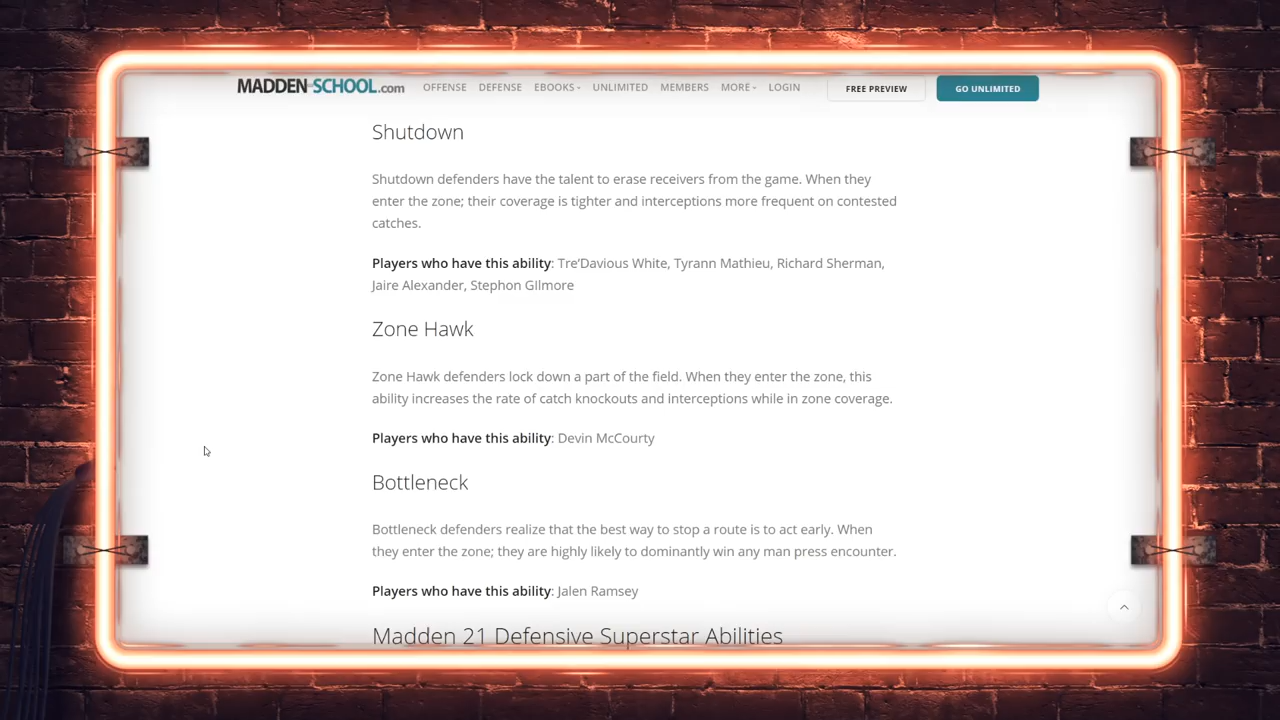 MADDEN-SCHOOL.com OFFENSE DEFENSE EBOOKS UNLIMITED MEMBERS MORE LOGIN FREE PREVIEW GO UNLIMITED
Shutdown
Shutdown defenders have the talent to erase receivers from the game. When they
enter the zone; their coverage is tighter and interceptions more frequent on contested
catches.
Players who have this ability: Tre'Davious White, Tyrann Mathieu, Richard Sherman,
Jaire Alexander, Stephon GIlmore
Zone Hawk
Zone Hawk defenders lock down a part of the field. When they enter the zone, this
ability increases the rate of catch knockouts and interceptions while in zone coverage.
Players who have this ability: Devin McCourty
Bottleneck
Bottleneck defenders realize that the best way to stop a route is to act early. When
they enter the zone; they are highly likely to dominantly win any man press encounter.
Players who have this ability: Jalen Ramsey
Madden 21 Defensive Superstar Abilities